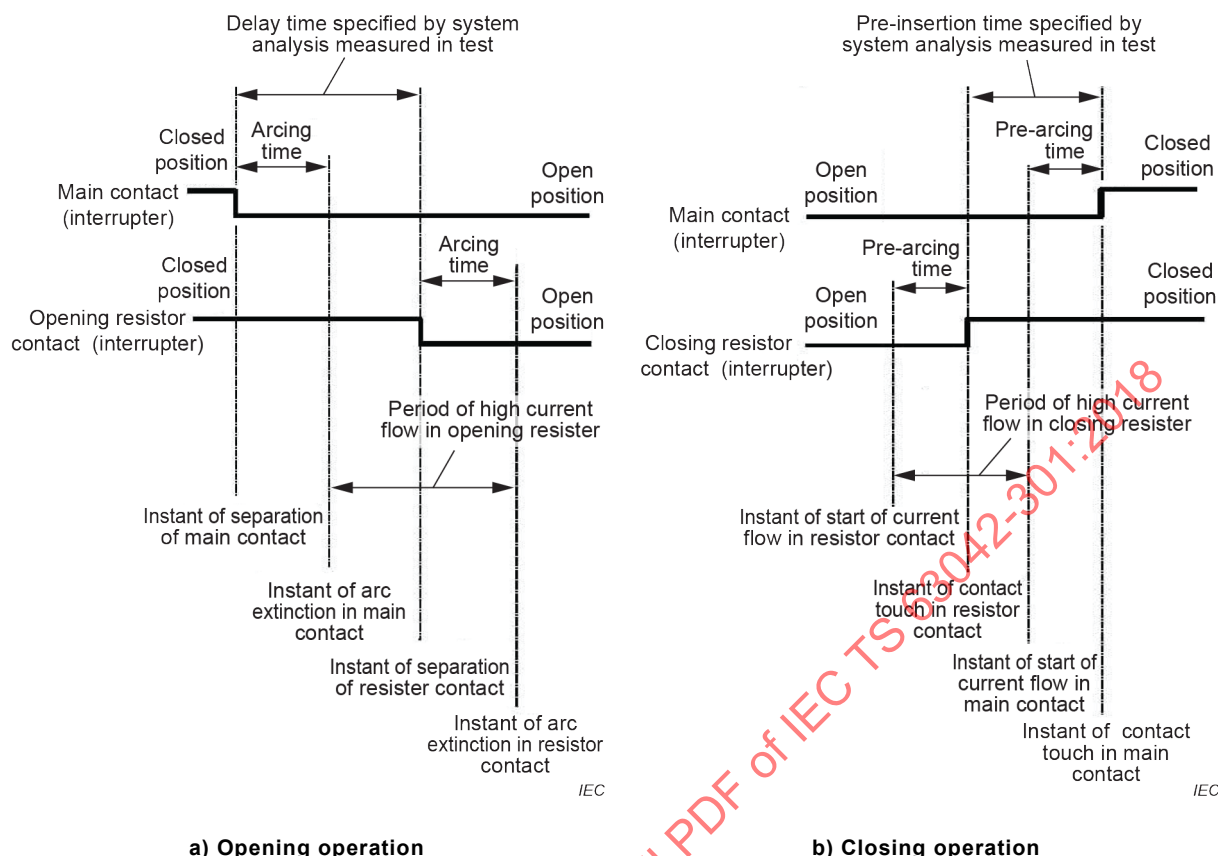 Delay time specified by system
analysis measured in test
Arcing
time
Closed
position
Open
position
Main contact
(interrupter)
Arcing
time
Closed
position
Open
position
Opening resistor
contact (interrupter)
Period of high current
flow in opening resister
Instant of separation
of main contact
Instant of arc
extinction in main
contact
Instant of separation
of resister contact
Instant of arc
extinction in resistor
contact
IEC
a) Opening operation
Pre-insertion time specified by
system analysis measured in test
Pre-arcing
time
Closed
position
Open
position
Main contact
(interrupter)
Pre-arcing
time
Closed
position
Open
position
Closing resistor
contact (interrupter)
Period of high current
flow in closing resister
Instant of start of current
flow in resistor contact
Instant of contact
touch in resistor
contact
Instant of start of
current flow in
main contact
Instant of contact
touch in main
contact
IEC
b) Closing operation
PDF of IEC TS 63042-301:2018